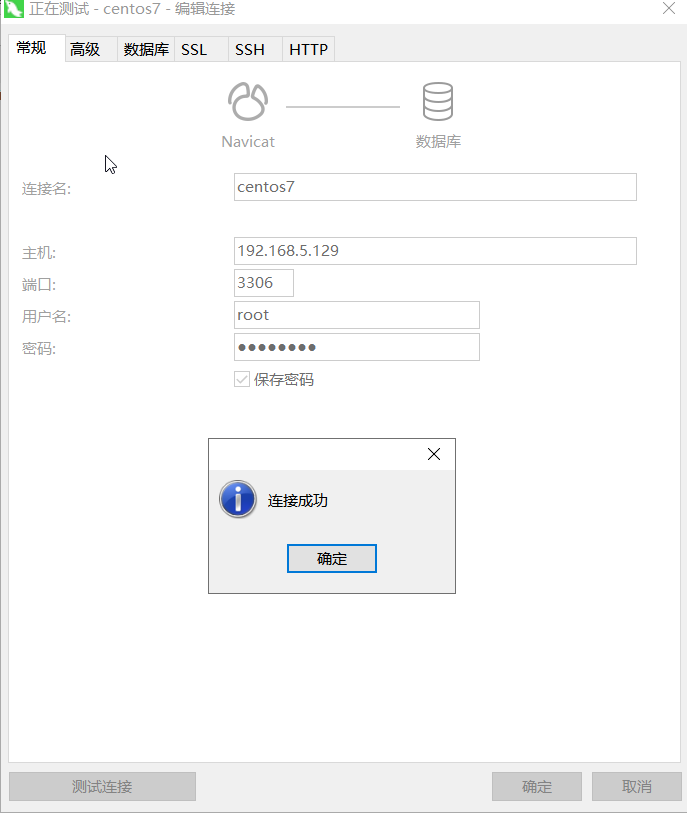 正在测试 - centos7 - 编辑连接
常规 高级 数据库 SSL SSH HTTP
Navicat 数据库
连接名: centos7
主机: 192.168.5.129
端口: 3306
用户名: root
密码: ●●●●●●●●
保存密码
连接成功
确定
测试连接 确定 取消